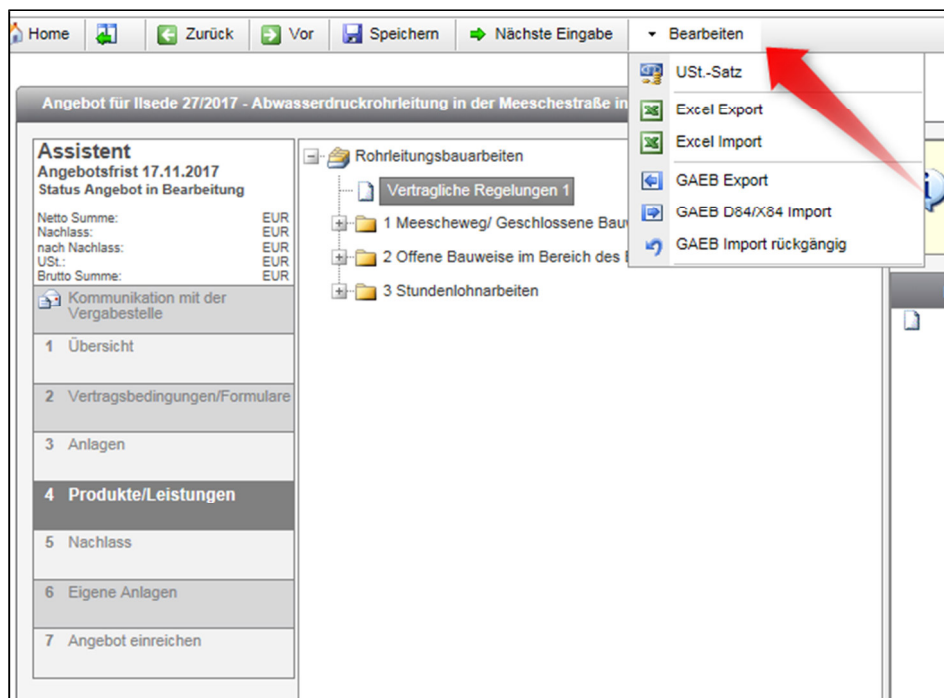 Home
Zurück
Vor
Speichern
Nächste Eingabe
Bearbeiten
USt.-Satz
Excel Export
Excel Import
GAEB Export
GAEB D84/X84 Import
GAEB Import rückgängig
Angebot für Ilsede 27/2017 - Abwasserdruckrohrleitung in der Meeschestraße in
Assistent
Angebotsfrist 17.11.2017
Status Angebot in Bearbeitung
Netto Summe: EUR
Nachlass: EUR
nach Nachlass: EUR
USt.: EUR
Brutto Summe: EUR
Kommunikation mit der
Vergabestelle
1 Übersicht
2 Vertragsbedingungen/Formulare
3 Anlagen
4 Produkte/Leistungen
5 Nachlass
6 Eigene Anlagen
7 Angebot einreichen
Rohrleitungsbauarbeiten
Vertragliche Regelungen 1
1 Meescheweg/ Geschlossene Bau
2 Offene Bauweise im Bereich des
3 Stundenlohnarbeiten